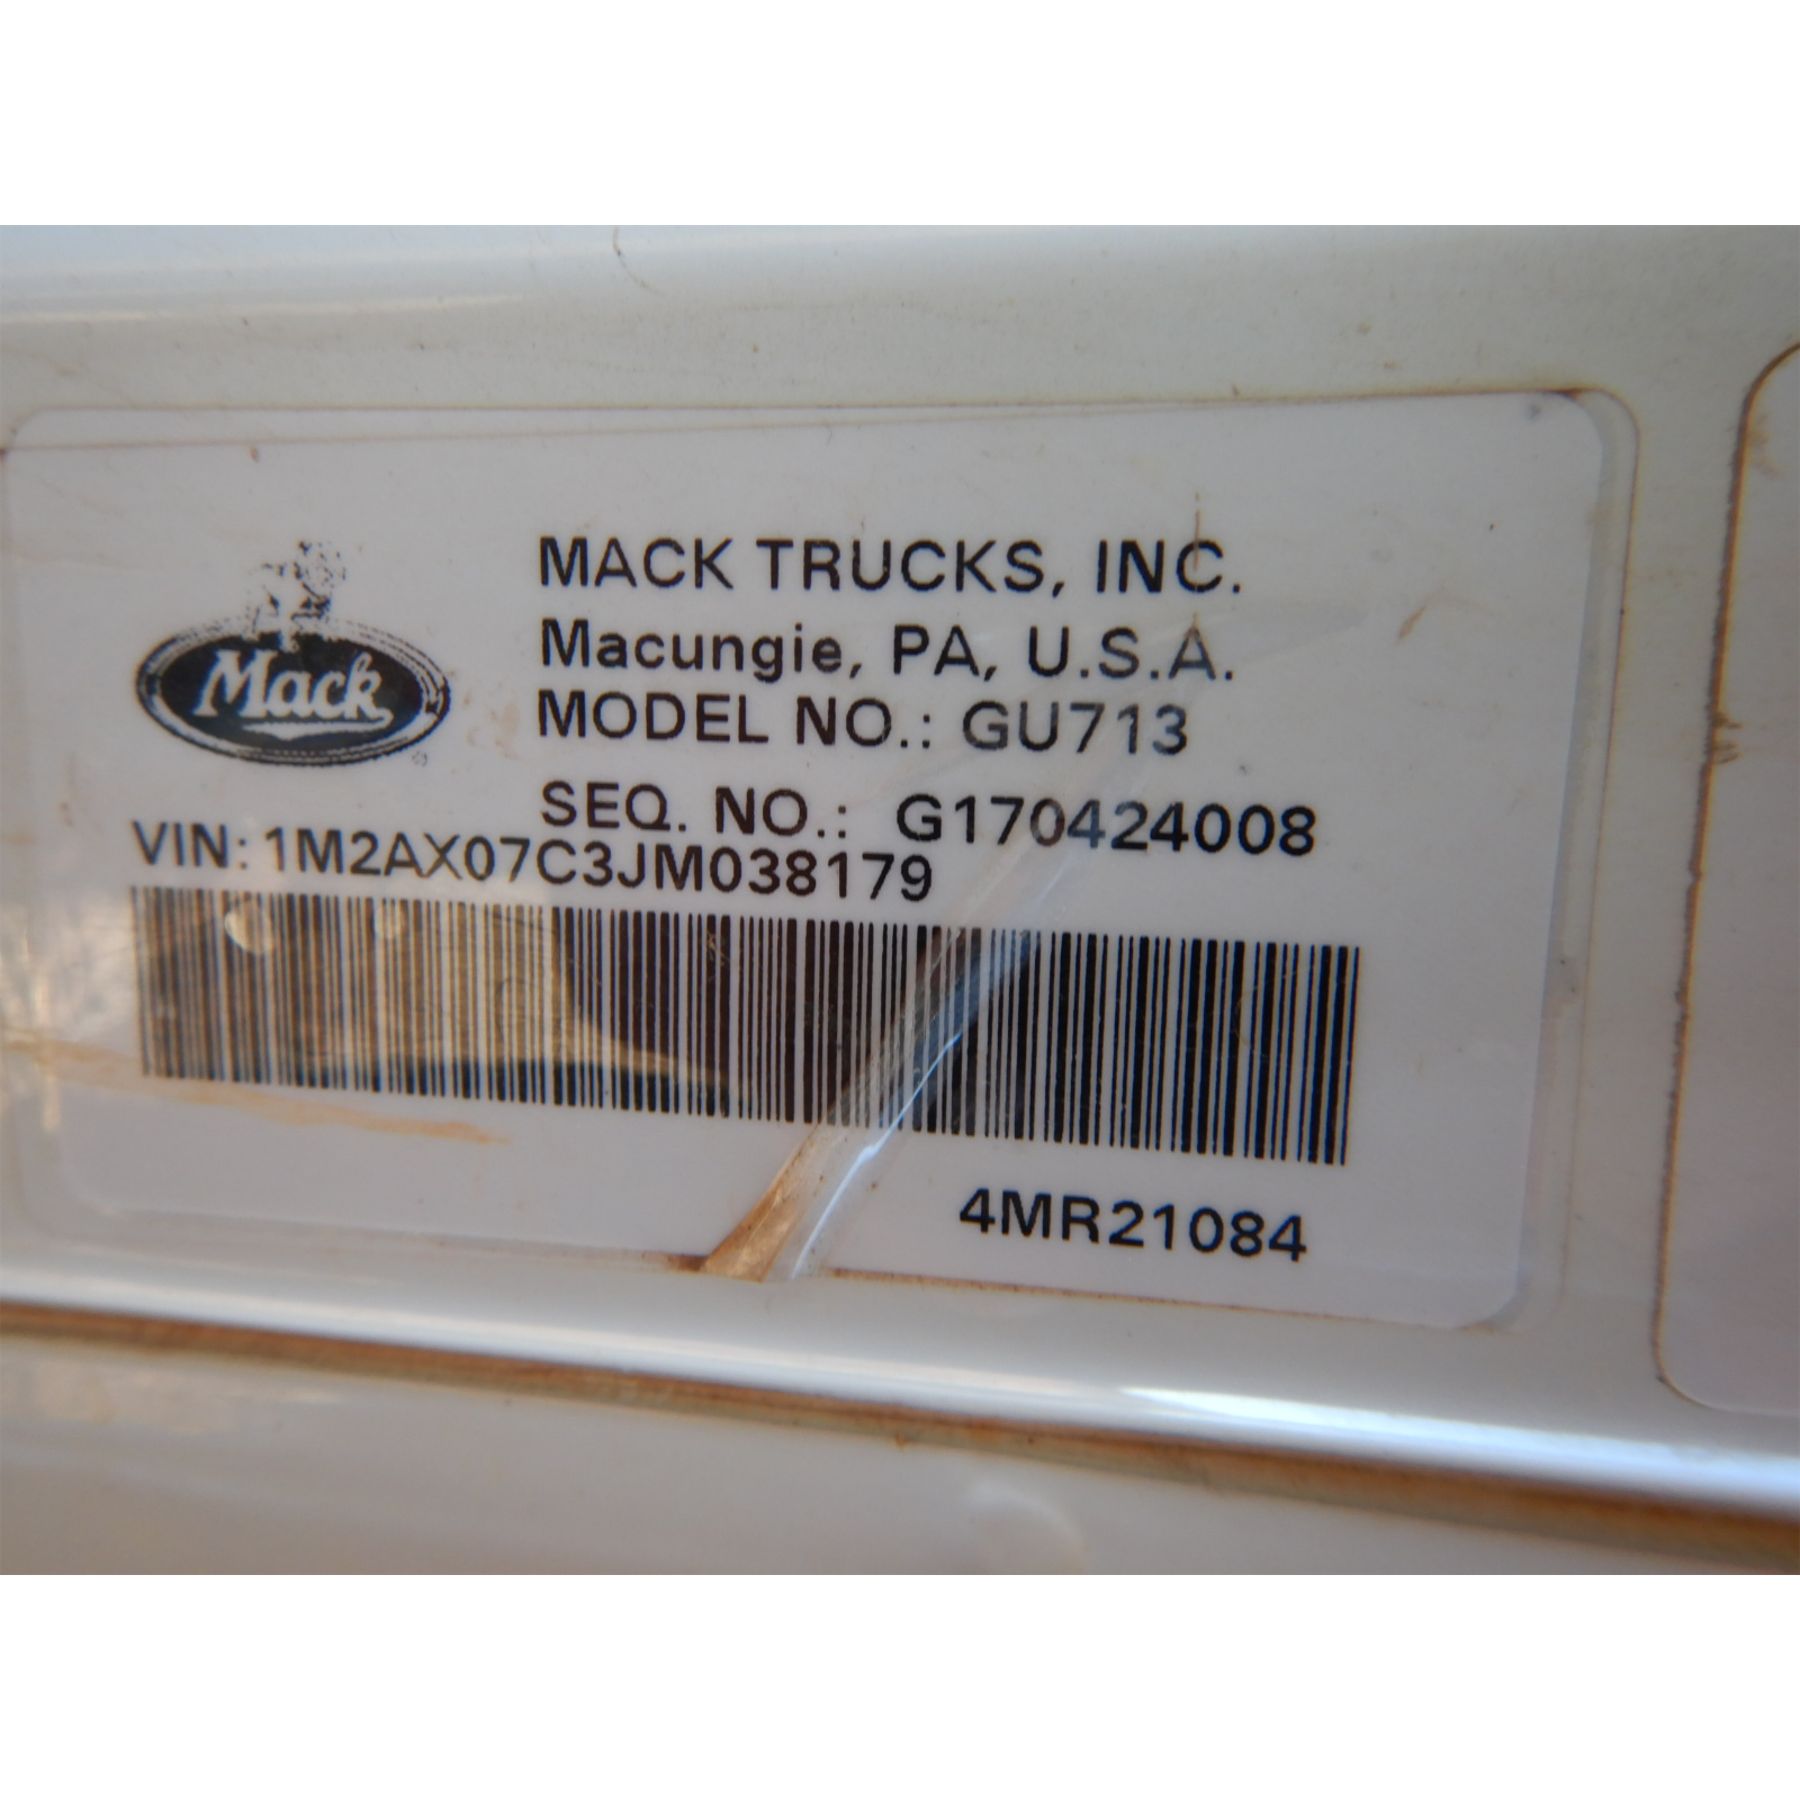 Mack
MACK TRUCKS, INC.
Macungie, PA, U.S.A.
MODEL NO.: GU713
SEQ. NO.: G170424008
VIN: 1M2AX07C3JM038179
4MR21084